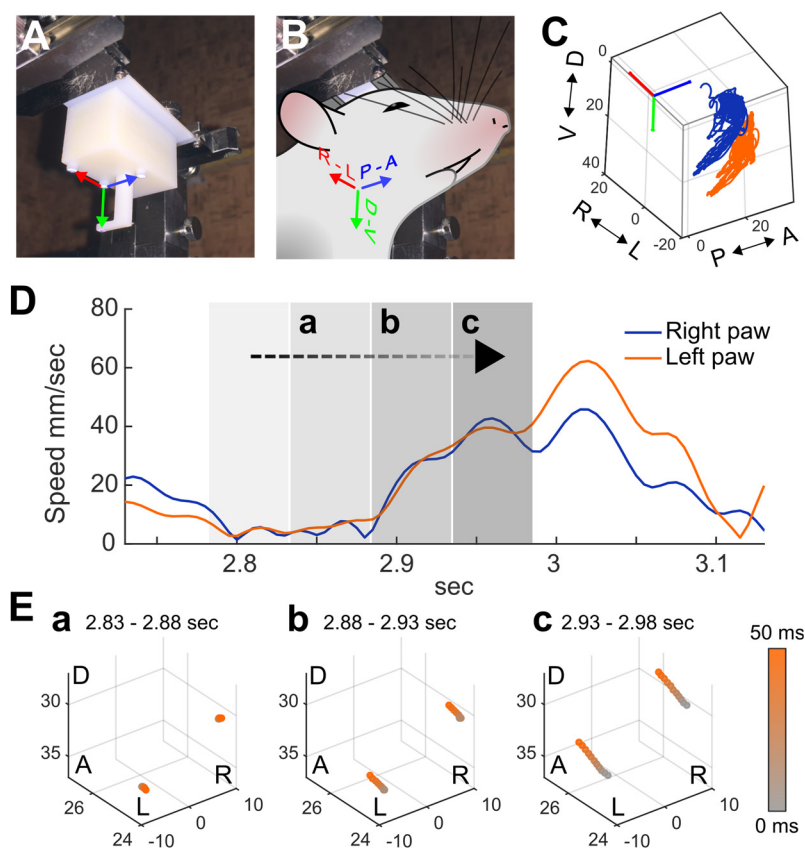 A
B
R - L
P - A
D - V
C
0
20
40
20
0
-20
0
20
V
D
R
L
P
A
D
80
60
40
20
0
Speed mm/sec
a
b
c
Right paw
Left paw
2.8
2.9
3
3.1
sec
E
a 2.83 - 2.88 sec
b 2.88 - 2.93 sec
c 2.93 - 2.98 sec
50 ms
0 ms
D
30
35
A
26
24
L
-10
0
10
R
D
30
35
A
26
24
L
-10
0
10
R
D
30
35
A
26
24
L
-10
0
10
R